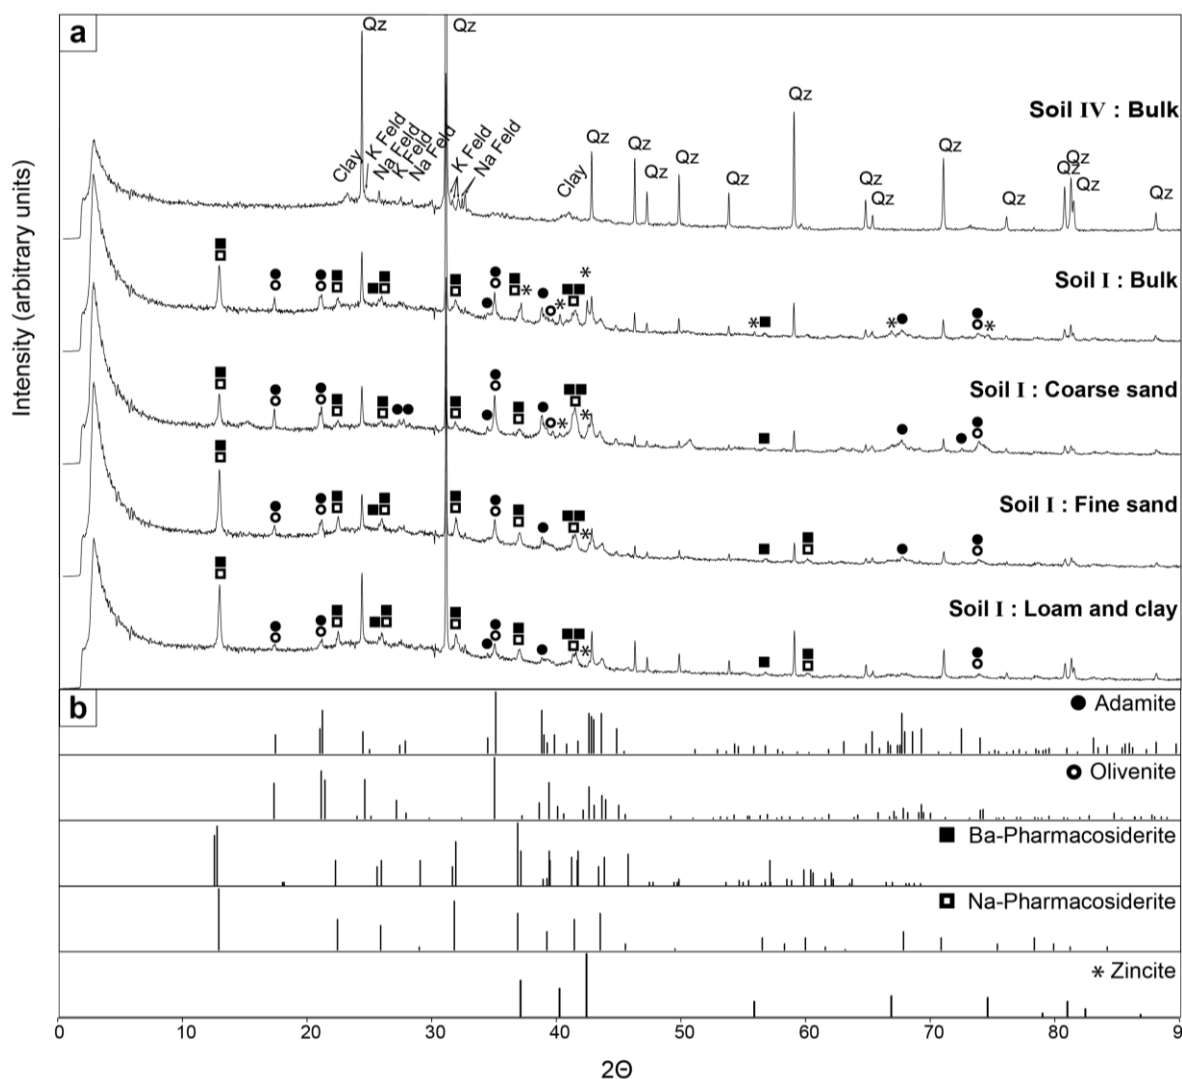 a
Qz
Qz
Clay
K Feld
Na Feld
K Feld
Na Feld
K Feld
Na Feld
Clay
Qz
Qz
Qz
Qz
Qz
Qz
Qz
Qz
Qz
Qz
Qz
Qz
Qz
Qz
Soil IV : Bulk
Soil I : Bulk
Soil I : Coarse sand
Soil I : Fine sand
Soil I : Loam and clay
Intensity (arbitrary units)
b
● Adamite
Olivenite
■ Ba-Pharmacosiderite
Na-Pharmacosiderite
* Zincite
0 10 20 30 40 50 60 70 80 9
2Θ